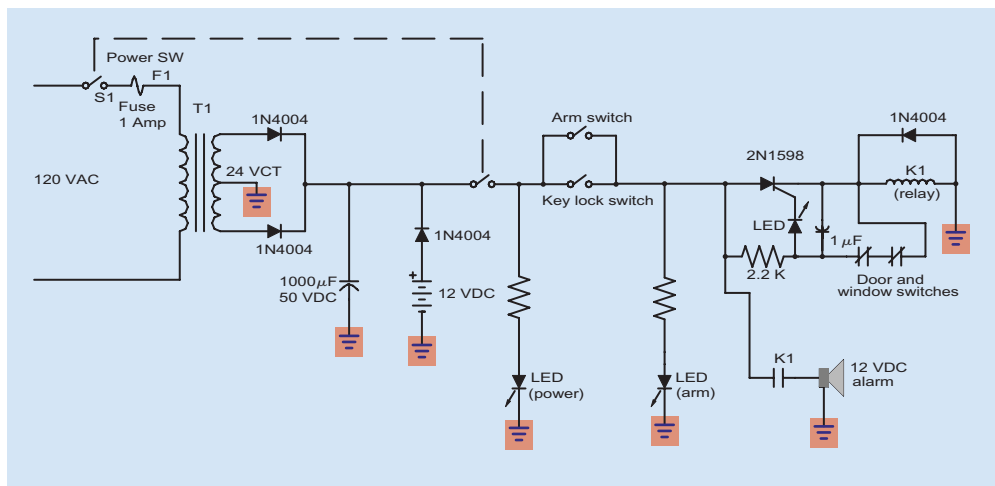 Power SW
F1
S1
Fuse
1 Amp
T1
1N4004
120 VAC
24 VCT
1N4004
1000μF
50 VDC
1N4004
+
12 VDC
LED
(power)
Arm switch
Key lock switch
LED
(arm)
2N1598
LED
1 μF
2.2 K
1N4004
K1
(relay)
Door and
window switches
K1
12 VDC
alarm